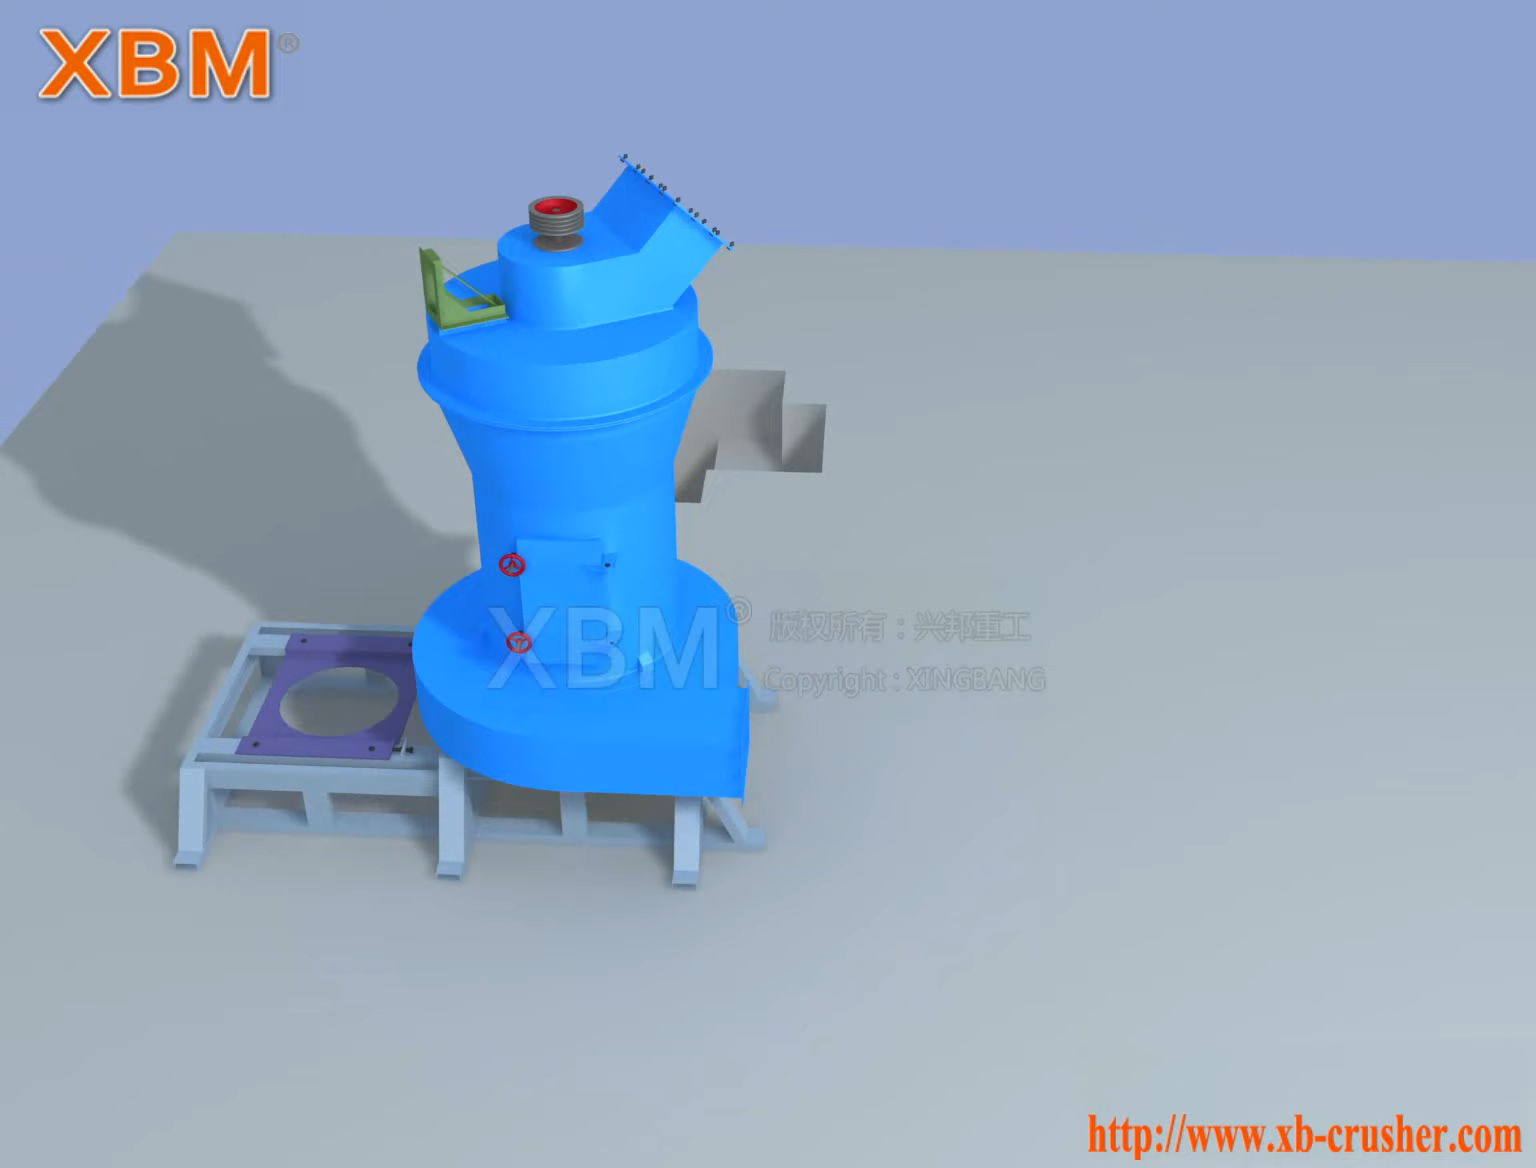 XBM®
XBM® 版权所有：兴邦重工
Copyright : XINGBANG
http://www.xb-crusher.com